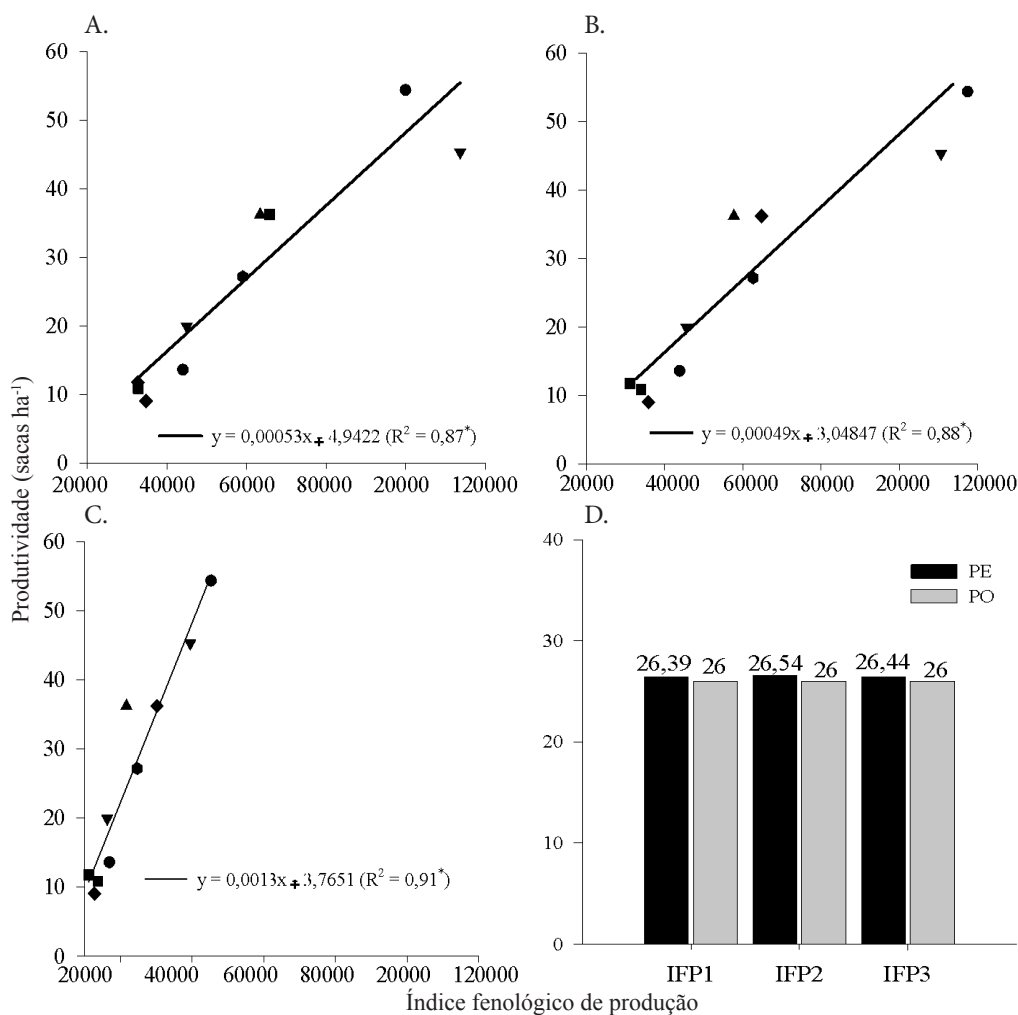 A.
60
50
40
30
20
10
0
y = 0,00053x + 4,9422 (R² = 0,87*)
20000 40000 60000 20000 120000
B.
60
50
40
30
20
10
0
y = 0,00049x + 3,04847 (R² = 0,88*)
20000 40000 60000 20000 120000
Produtividade (sacas ha⁻¹)
C.
60
50
40
30
20
10
0
y = 0,0013x + 3,7651 (R² = 0,91*)
20000 40000 60000 20000 120000
D.
40
30
20
10
0
PE
PO
26,39 26 26,54 26 26,44 26
IFP1 IFP2 IFP3
Índice fenológico de produção